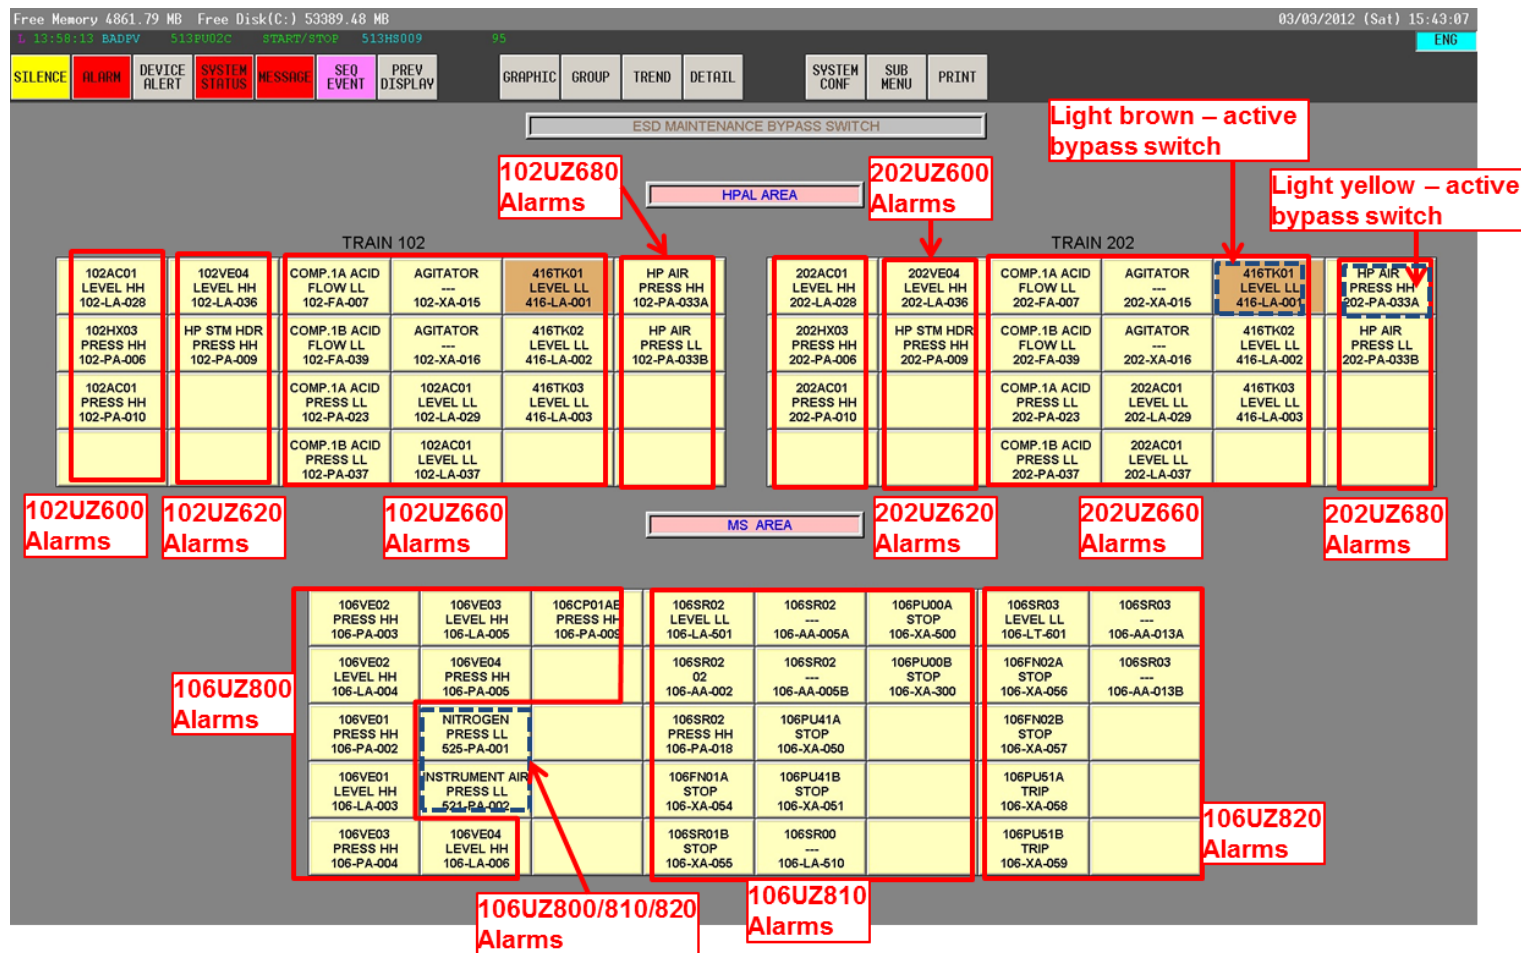 Free Memory 4861.79 MB Free Disk(C:) 53389.48 MB
03/03/2012 (Sat) 15:43:07
L 13:58:13 BADPV 513PU02C START/STOP 513HS009 95
ENG
SILENCE
ALARM
DEVICE
ALERT
SYSTEM
STATUS
MESSAGE
SEQ
EVENT
PREV
DISPLAY
GRAPHIC
GROUP
TREND
DETAIL
SYSTEM
CONF
SUB
MENU
PRINT
ESD MAINTENANCE BYPASS SWITCH
Light brown – active
bypass switch
Light yellow – active
bypass switch
102UZ680
Alarms
202UZ600
Alarms
HPAL AREA
TRAIN 102
102AC01
LEVEL HH
102-LA-028
102VE04
LEVEL HH
102-LA-036
COMP.1A ACID
FLOW LL
102-FA-007
AGITATOR
---
102-XA-015
416TK01
LEVEL LL
416-LA-001
HP AIR
PRESS HH
102-PA-033A
102HX03
PRESS HH
102-PA-006
HP STM HDR
PRESS HH
102-PA-009
COMP.1B ACID
FLOW LL
102-FA-039
AGITATOR
---
102-XA-016
416TK02
LEVEL LL
416-LA-002
HP AIR
PRESS LL
102-PA-033B
102AC01
PRESS HH
102-PA-010
COMP.1A ACID
PRESS LL
102-PA-023
102AC01
LEVEL LL
102-LA-029
416TK03
LEVEL LL
416-LA-003
COMP.1B ACID
PRESS LL
102-PA-037
102AC01
LEVEL LL
102-LA-037
TRAIN 202
202AC01
LEVEL HH
202-LA-028
202VE04
LEVEL HH
202-LA-036
COMP.1A ACID
FLOW LL
202-FA-007
AGITATOR
---
202-XA-015
416TK01
LEVEL LL
416-LA-001
HP AIR
PRESS HH
202-PA-033A
202HX03
PRESS HH
202-PA-006
HP STM HDR
PRESS HH
202-PA-009
COMP.1B ACID
FLOW LL
202-FA-039
AGITATOR
---
202-XA-016
416TK02
LEVEL LL
416-LA-002
HP AIR
PRESS LL
202-PA-033B
202AC01
PRESS HH
202-PA-010
COMP.1A ACID
PRESS LL
202-PA-023
202AC01
LEVEL LL
202-LA-029
416TK03
LEVEL LL
416-LA-003
COMP.1B ACID
PRESS LL
202-PA-037
202AC01
LEVEL LL
202-LA-037
102UZ600
Alarms
102UZ620
Alarms
102UZ660
Alarms
202UZ620
Alarms
202UZ660
Alarms
202UZ680
Alarms
MS AREA
106VE02
PRESS HH
106-PA-003
106VE03
LEVEL HH
106-LA-005
106CP01AB
PRESS HH
106-PA-009
106VE02
LEVEL HH
106-LA-004
106VE04
PRESS HH
106-PA-005
106VE01
PRESS HH
106-PA-002
NITROGEN
PRESS LL
525-PA-001
106VE01
LEVEL HH
106-LA-003
INSTRUMENT AIR
PRESS LL
521-PA-002
106VE03
PRESS HH
106-PA-004
106VE04
LEVEL HH
106-LA-006
106SR02
LEVEL LL
106-LA-501
106SR02
---
106-AA-005A
106PU00A
STOP
106-XA-500
106SR02
02
106-AA-002
106SR02
---
106-AA-005B
106PU00B
STOP
106-XA-300
106SR02
PRESS HH
106-PA-018
106PU41A
STOP
106-XA-050
106FN01A
STOP
106-XA-054
106PU41B
STOP
106-XA-051
106SR01B
STOP
106-XA-055
106SR00
---
106-LA-510
106SR03
LEVEL LL
106-LT-601
106SR03
---
106-AA-013A
106FN02A
STOP
106-XA-056
106SR03
---
106-AA-013B
106FN02B
STOP
106-XA-057
106PU51A
TRIP
106-XA-058
106PU51B
TRIP
106-XA-059
106UZ800
Alarms
106UZ820
Alarms
106UZ810
Alarms
106UZ800/810/820
Alarms